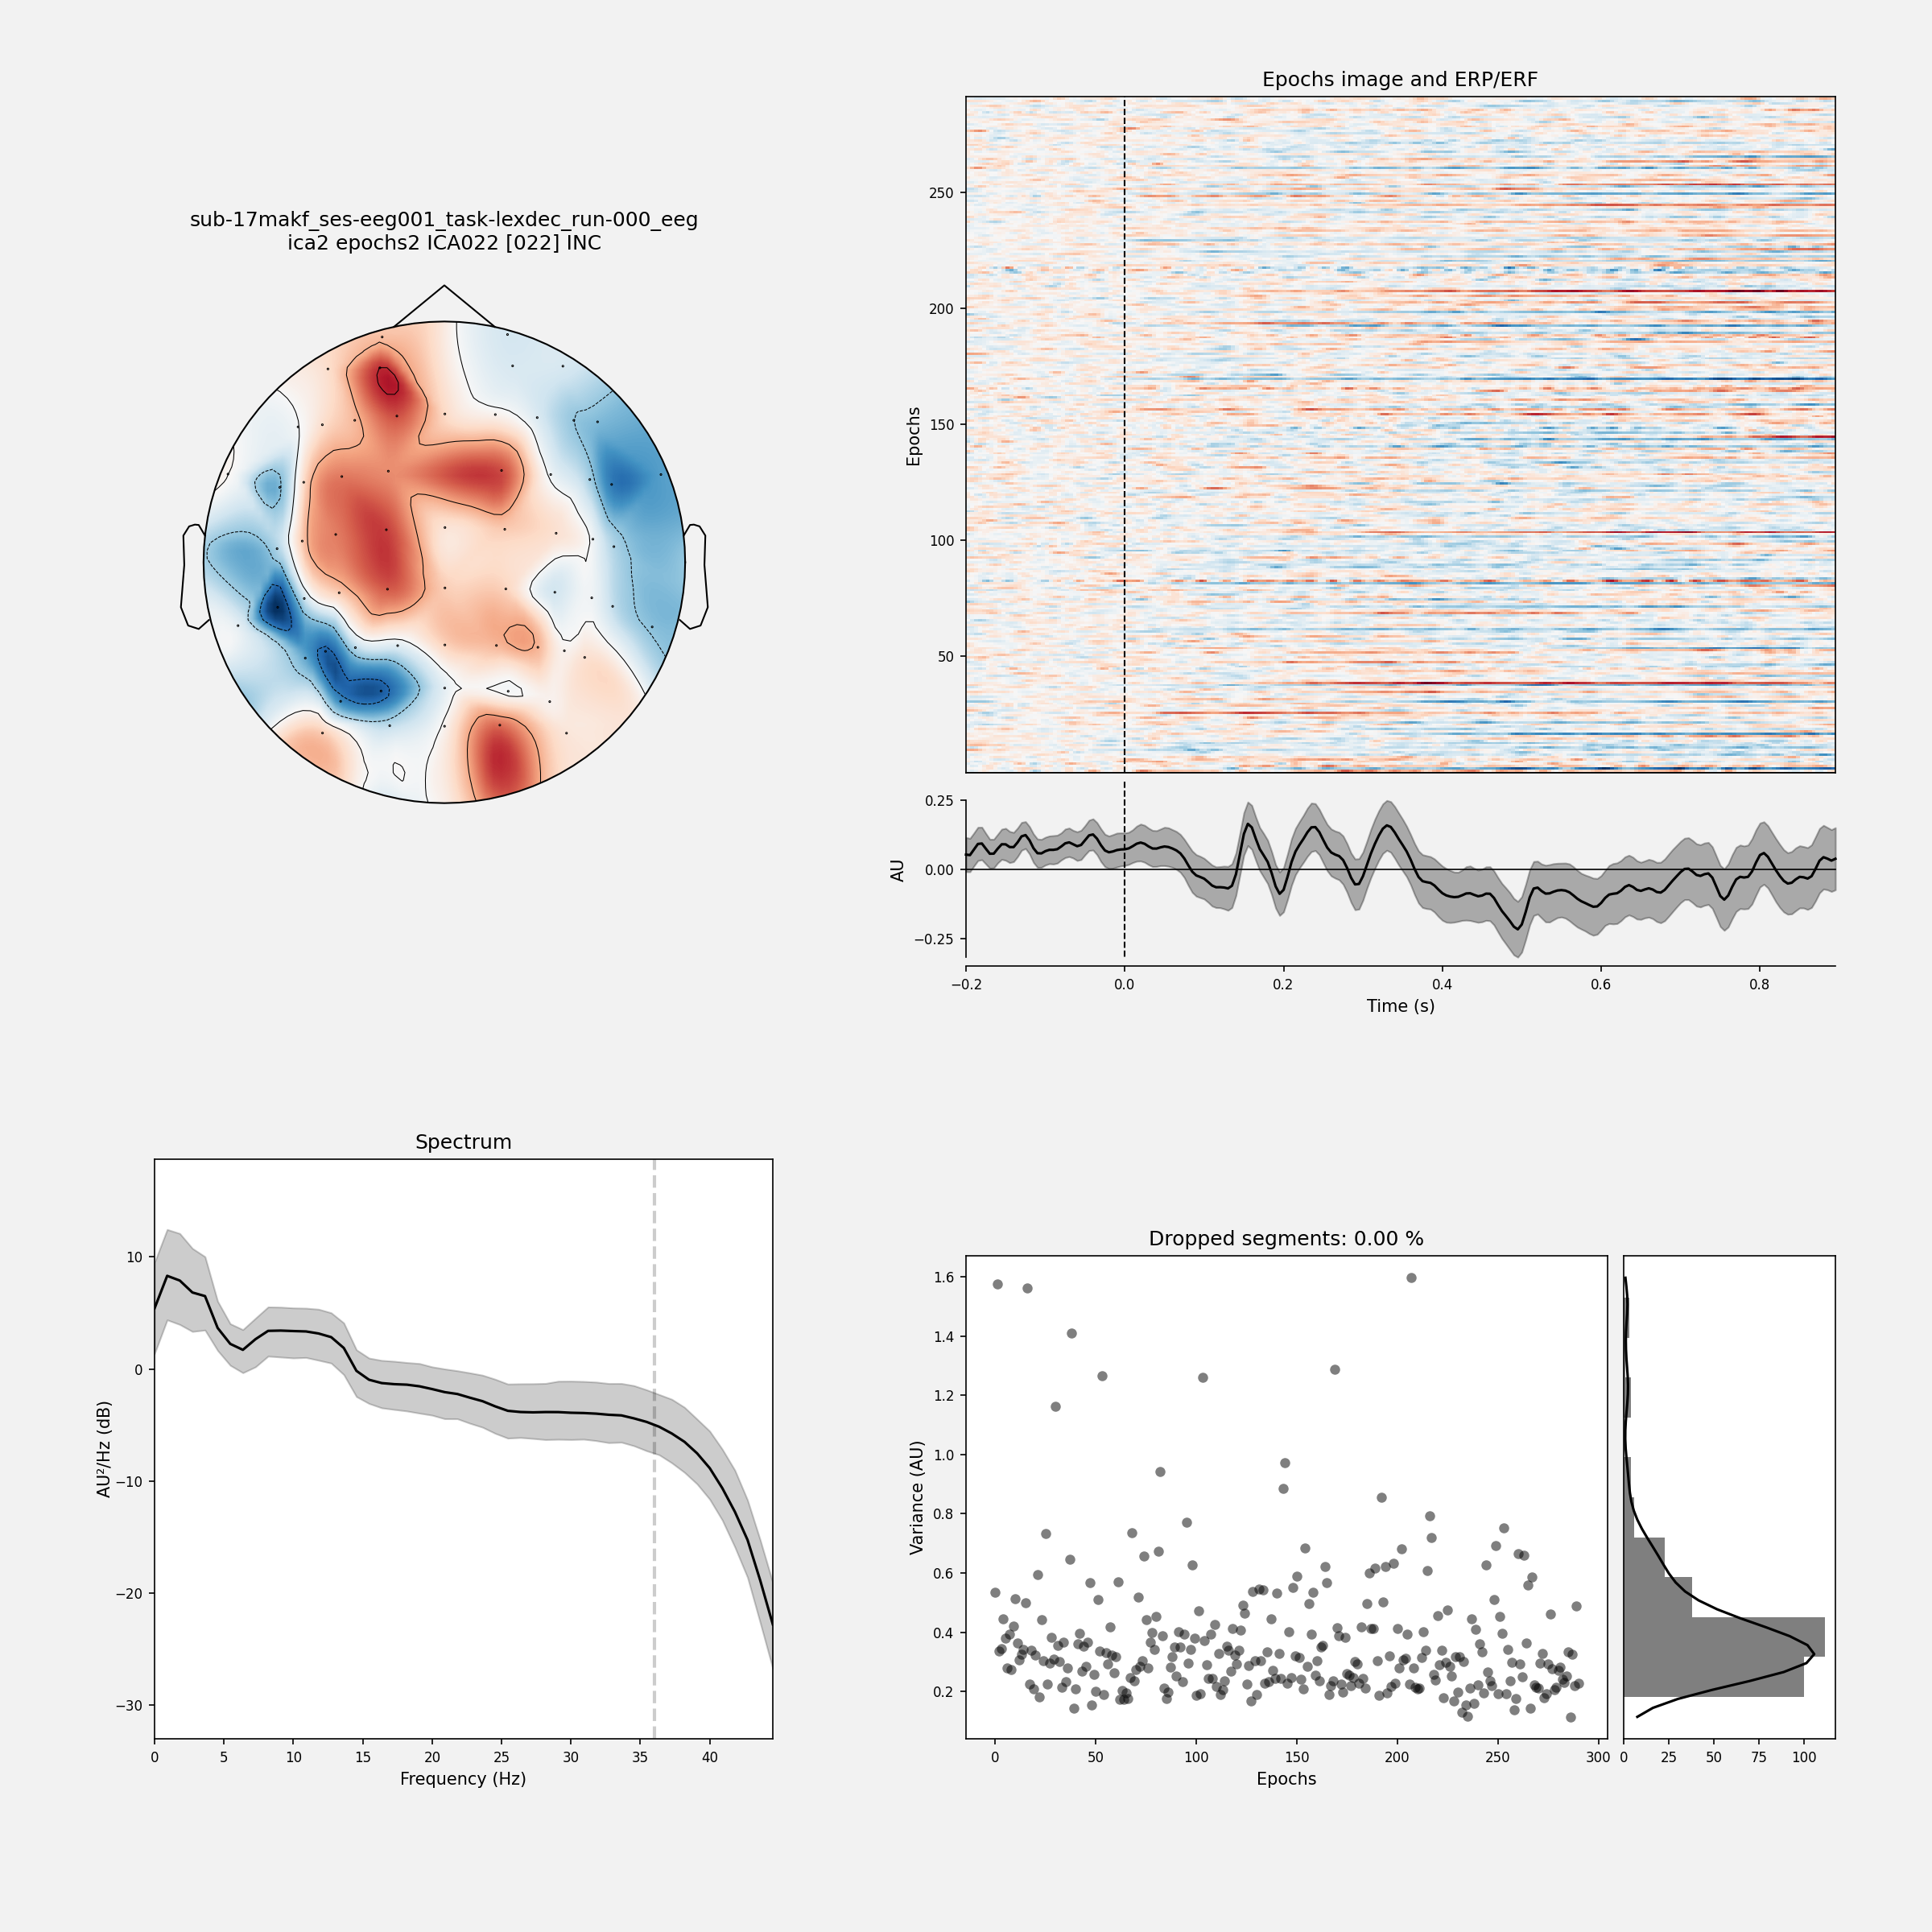 sub-17makf_ses-eeg001_task-lexdec_run-000_eeg
ica2 epochs2 ICA022 [022] INC
Epochs image and ERP/ERF
Epochs
250
200
150
100
50
AU
0.25
0.00
−0.25
−0.2 0.0 0.2 0.4 0.6 0.8
Time (s)
Spectrum
AU²/Hz (dB)
10
0
−10
−20
−30
0 5 10 15 20 25 30 35 40
Frequency (Hz)
Dropped segments: 0.00 %
Variance (AU)
1.6
1.4
1.2
1.0
0.8
0.6
0.4
0.2
0 50 100 150 200 250 300
Epochs
0 25 50 75 100